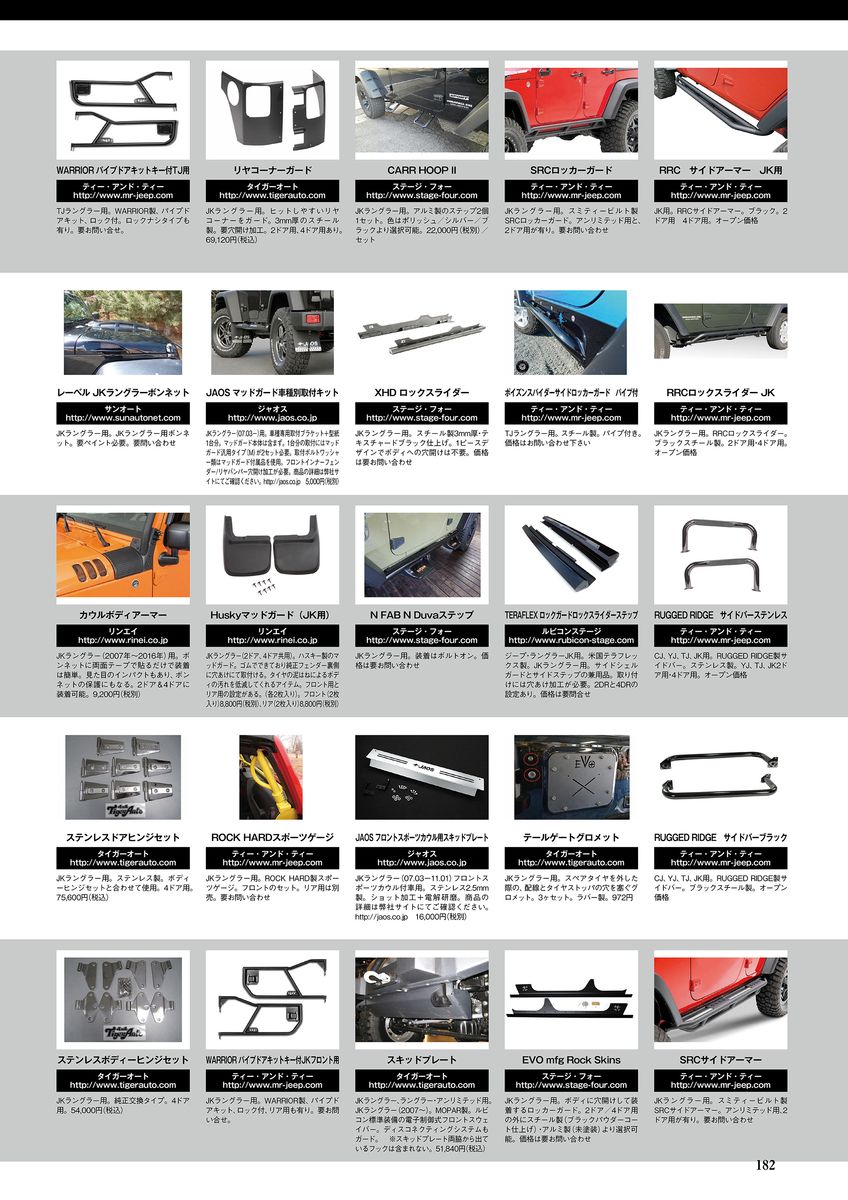 WARRIOR パイプドアキットキー付TJ用
ティー・アンド・ティー
http://www.mr-jeep.com
TJラングラー用。WARRIOR製、パイプド
アキット、ロック付。ロックナシタイプも
有り。要お問い合せ。
リヤコーナーガード
タイガーオート
http://www.tigerauto.com
JKラングラー用。ヒットしやすいリヤ
コーナーをガード。3mm厚のスチール
製。要穴開け加工。2ドア用、4ドア用あり。
69,120円(税込)
CARR HOOP II
ステージ・フォー
http://www.stage-four.com
JKラングラー用。アルミ製のステップ2個
1セット。色はポリッシュ／シルバー／ブ
ラックより選択可能。22,000円(税別)／
セット
SRCロッカーガード
ティー・アンド・ティー
http://www.mr-jeep.com
JKラングラー用。スミティービルト製
SRCロッカーガード。アンリミテッド用と、
2ドア用が有り。要お問い合わせ
RRC　サイドアーマー　JK用
ティー・アンド・ティー
http://www.mr-jeep.com
JK用。RRCサイドアーマー。ブラック。2
ドア用　4ドア用。オープン価格
レーベル JKラングラーボンネット
サンオート
http://www.sunautonet.com
JKラングラー用。JKラングラー用ボンネ
ット。要ペイント必要。要問い合わせ
JAOS マッドガード車種別取付キット
ジャオス
http://www.jaos.co.jp
JKラングラー(07.03−)用。車種専用取付ブラケット＋型紙
1台分。マッドガード本体は含まず。1台分の取付にはマッド
ガード汎用タイプ(M)が2セット必要。取付ボルトワッシャ
ー類はマッドガード付属品を使用。フロントインナーフェン
ダー/リヤバンパー穴開け加工が必要。商品の詳細は弊社サ
イトにてご確認ください。http://jaos.co.jp　5,000円(税別)
XHD ロックスライダー
ステージ・フォー
http://www.stage-four.com
JKラングラー用。スチール製3mm厚・テ
キスチャードブラック仕上げ。1ピースデ
ザインでボディへの穴開けは不要。価格
は要お問い合わせ
ポイズンスパイダーサイドロッカーガード　パイプ付
ティー・アンド・ティー
http://www.mr-jeep.com
TJラングラー用。スチール製。パイプ付き。
価格はお問い合わせ下さい
RRCロックスライダー JK
ティー・アンド・ティー
http://www.mr-jeep.com
JKラングラー用。RRCロックスライダー。
ブラックスチール製。2ドア用・4ドア用。
オープン価格
カウルボディアーマー
リンエイ
http://www.rinei.co.jp
JKラングラー(2007年〜2016年)用。ボ
ンネットに両面テープで貼るだけで装着
は簡単。見た目のインパクトもあり、ボン
ネットの保護にもなる。2ドア&4ドアに
装着可能。9,200円(税別)
Huskyマッドガード（JK用）
リンエイ
http://www.rinei.co.jp
JKラングラー(2ドア、4ドア共用)。ハスキー製のマ
ッドガード。ゴムでできており純正フェンダー裏側
に穴あけにて取付ける。タイヤの泥はねによるボデ
ィの汚れを低減してくれるアイテム。フロント用と
リア用の設定がある。(各2枚入り)。フロント(2枚
入り)8,800円(税別)、リア(2枚入り)8,800円(税別)
N FAB N Duvaステップ
ステージ・フォー
http://www.stage-four.com
JKラングラー用。装着はボルトオン。価
格は要お問い合わせ
TERAFLEX ロックガードロックスライダーステップ
ルビコンステージ
http://www.rubicon-stage.com
ジープ・ラングラーJK用。米国テラフレッ
クス製。JKラングラー用。サイドシェル
ガードとサイドステップの兼用品。取り付
けには穴あけ加工が必要。2DRと4DRの
設定あり。価格は要問合せ
RUGGED RIDGE　サイドバーステンレス
ティー・アンド・ティー
http://www.mr-jeep.com
CJ, YJ, TJ, JK用。RUGGED RIDGE製サ
イドバー。ステンレス製。YJ, TJ, JK2ド
ア用・4ドア用。オープン価格
ステンレスドアヒンジセット
タイガーオート
http://www.tigerauto.com
JKラングラー用。ステンレス製。ボディ
ーヒンジセットと合わせて使用。4ドア用。
75,600円(税込)
ROCK HARDスポーツゲージ
ティー・アンド・ティー
http://www.mr-jeep.com
JKラングラー用。ROCK HARD製スポー
ツゲージ。フロントのセット。リア用は別
売。要お問い合わせ
JAOS フロントスポーツカウル用スキッドプレート
ジャオス
http://www.jaos.co.jp
JKラングラー(07.03−11.01)フロントス
ポーツカウル付車用。ステンレス2.5mm
製。ショット加工＋電解研磨。商品の
詳細は弊社サイトにてご確認ください。
http://jaos.co.jp　16,000円(税別)
テールゲートグロメット
タイガーオート
http://www.tigerauto.com
JKラングラー用。スペアタイヤを外した
際の、配線とタイヤストッパの穴を塞ぐグ
ロメット。3ヶセット。ラバー製。972円
RUGGED RIDGE　サイドバーブラック
ティー・アンド・ティー
http://www.mr-jeep.com
CJ, YJ, TJ, JK用。RUGGED RIDGE製サ
イドバー。ブラックスチール製。オープン
価格
ステンレスボディーヒンジセット
タイガーオート
http://www.tigerauto.com
JKラングラー用。純正交換タイプ。4ドア
用。54,000円(税込)
WARRIOR パイプドアキットキー付JKフロント用
ティー・アンド・ティー
http://www.mr-jeep.com
JKラングラー用。WARRIOR製、パイプド
アキット、ロック付、リア用も有り。要お問
い合せ。
スキッドプレート
タイガーオート
http://www.tigerauto.com
JKラングラー、ラングラー・アンリミテッド用。
JKラングラー(2007〜)。MOPAR製。ルビ
コン標準装備の電子制御式フロントスウェ
イバー。ディスコネクティングシステムも
ガード。　※スキッドプレート両脇から出て
いるフックは含まれない。51,840円(税込)
EVO mfg Rock Skins
ステージ・フォー
http://www.stage-four.com
JKラングラー用。ボディに穴開けして装
着するロッカーガード。2ドア／4ドア用
の外にスチール製(ブラックパウダーコー
ト仕上げ)・アルミ製(未塗装)より選択可
能。価格は要お問い合わせ
SRCサイドアーマー
ティー・アンド・ティー
http://www.mr-jeep.com
JKラングラー用。スミティービルト製
SRCサイドアーマー。アンリミテッド用、2
ドア用が有り。要お問い合わせ
182